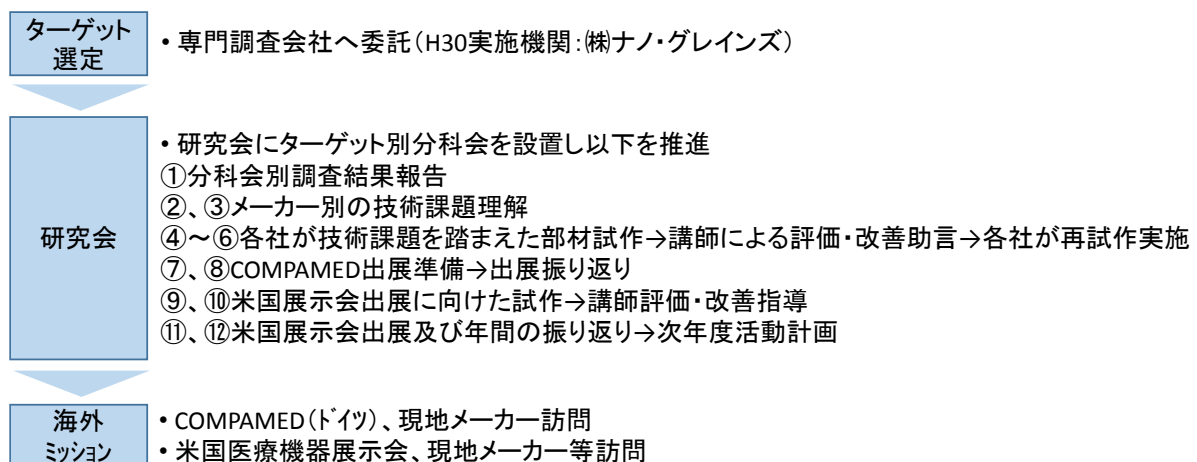 ターゲット
選定
・専門調査会社へ委託（H30実施機関：㈱ナノ・グレインズ）
研究会
・研究会にターゲット別分科会を設置し以下を推進
①分科会別調査結果報告
②、③メーカー別の技術課題理解
④～⑥各社が技術課題を踏まえた部材試作→講師による評価・改善助言→各社が再試作実施
⑦、⑧COMPAMED出展準備→出展振り返り
⑨、⑩米国展示会出展に向けた試作→講師評価・改善指導
⑪、⑫米国展示会出展及び年間の振り返り→次年度活動計画
海外
ミッション
・COMPAMED（ドイツ）、現地メーカー訪問
・米国医療機器展示会、現地メーカー等訪問